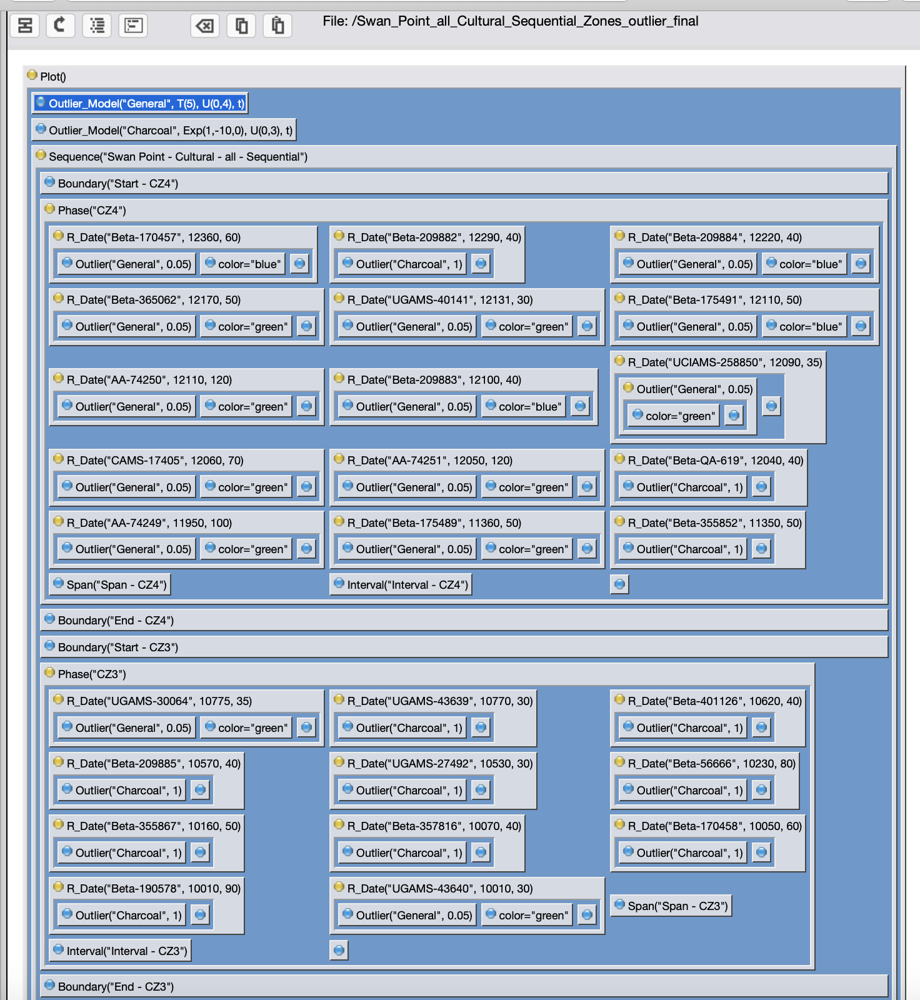 File: /Swan_Point_all_Cultural_Sequential_Zones_outlier_final
Plot()
Outlier_Model("General", T(5), U(0,4), t)
Outlier_Model("Charcoal", Exp(1,-10,0), U(0,3), t)
Sequence("Swan Point - Cultural - all - Sequential")
Boundary("Start - CZ4")
Phase("CZ4")
R_Date("Beta-170457", 12360, 60) R_Date("Beta-209882", 12290, 40) R_Date("Beta-209884", 12220, 40)
Outlier("General", 0.05) color="blue" Outlier("Charcoal", 1) Outlier("General", 0.05) color="blue"
R_Date("Beta-365062", 12170, 50) R_Date("UGAMS-40141", 12131, 30) R_Date("Beta-175491", 12110, 50)
Outlier("General", 0.05) color="green" Outlier("General", 0.05) color="green" Outlier("General", 0.05) color="blue"
R_Date("AA-74250", 12110, 120) R_Date("Beta-209883", 12100, 40) R_Date("UCIAMS-258850", 12090, 35)
Outlier("General", 0.05) color="green" Outlier("General", 0.05) color="blue" Outlier("General", 0.05)
color="green"
R_Date("CAMS-17405", 12060, 70) R_Date("AA-74251", 12050, 120) R_Date("Beta-QA-619", 12040, 40)
Outlier("General", 0.05) color="green" Outlier("General", 0.05) color="green" Outlier("Charcoal", 1)
R_Date("AA-74249", 11950, 100) R_Date("Beta-175489", 11360, 50) R_Date("Beta-355852", 11350, 50)
Outlier("General", 0.05) color="green" Outlier("General", 0.05) color="green" Outlier("Charcoal", 1)
Span("Span - CZ4") Interval("Interval - CZ4")
Boundary("End - CZ4")
Boundary("Start - CZ3")
Phase("CZ3")
R_Date("UGAMS-30064", 10775, 35) R_Date("UGAMS-43639", 10770, 30) R_Date("Beta-401126", 10620, 40)
Outlier("General", 0.05) color="green" Outlier("Charcoal", 1) Outlier("Charcoal", 1)
R_Date("Beta-209885", 10570, 40) R_Date("UGAMS-27492", 10530, 30) R_Date("Beta-56666", 10230, 80)
Outlier("Charcoal", 1) Outlier("Charcoal", 1) Outlier("Charcoal", 1)
R_Date("Beta-355867", 10160, 50) R_Date("Beta-357816", 10070, 40) R_Date("Beta-170458", 10050, 60)
Outlier("Charcoal", 1) Outlier("Charcoal", 1) Outlier("Charcoal", 1)
R_Date("Beta-190578", 10010, 90) R_Date("UGAMS-43640", 10010, 30) Span("Span - CZ3")
Outlier("Charcoal", 1) Outlier("General", 0.05) color="green"
Interval("Interval - CZ3")
Boundary("End - CZ3")